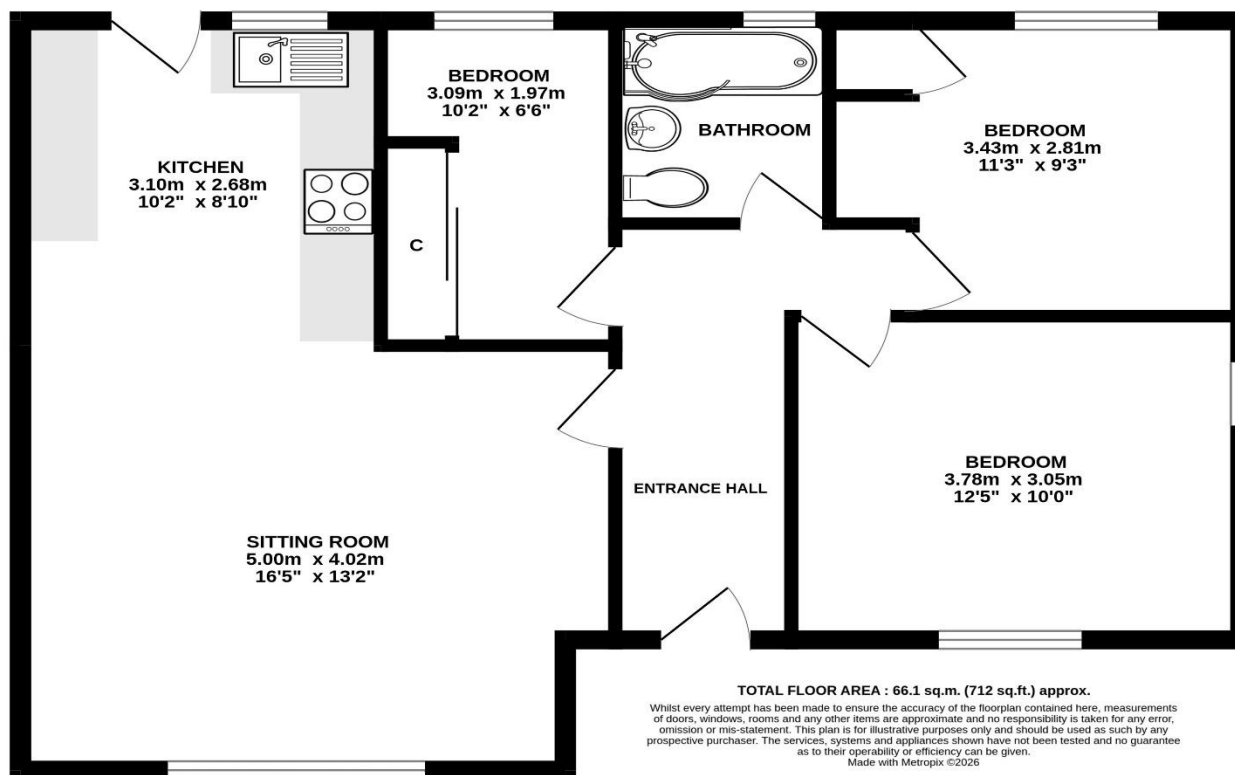 BEDROOM
3.09m x 1.97m
10'2" x 6'6"
BATHROOM
BEDROOM
3.43m x 2.81m
11'3" x 9'3"
KITCHEN
3.10m x 2.68m
10'2" x 8'10"
C
BEDROOM
3.78m x 3.05m
12'5" x 10'0"
ENTRANCE HALL
SITTING ROOM
5.00m x 4.02m
16'5" x 13'2"
TOTAL FLOOR AREA : 66.1 sq.m. (712 sq.ft.) approx.
Whilst every attempt has been made to ensure the accuracy of the floorplan contained here, measurements
of doors, windows, rooms and any other items are approximate and no responsibility is taken for any error,
omission or mis-statement. This plan is for illustrative purposes only and should be used as such by any
prospective purchaser. The services, systems and appliances shown have not been tested and no guarantee
as to their operability or efficiency can be given.
Made with Metropix ©2026